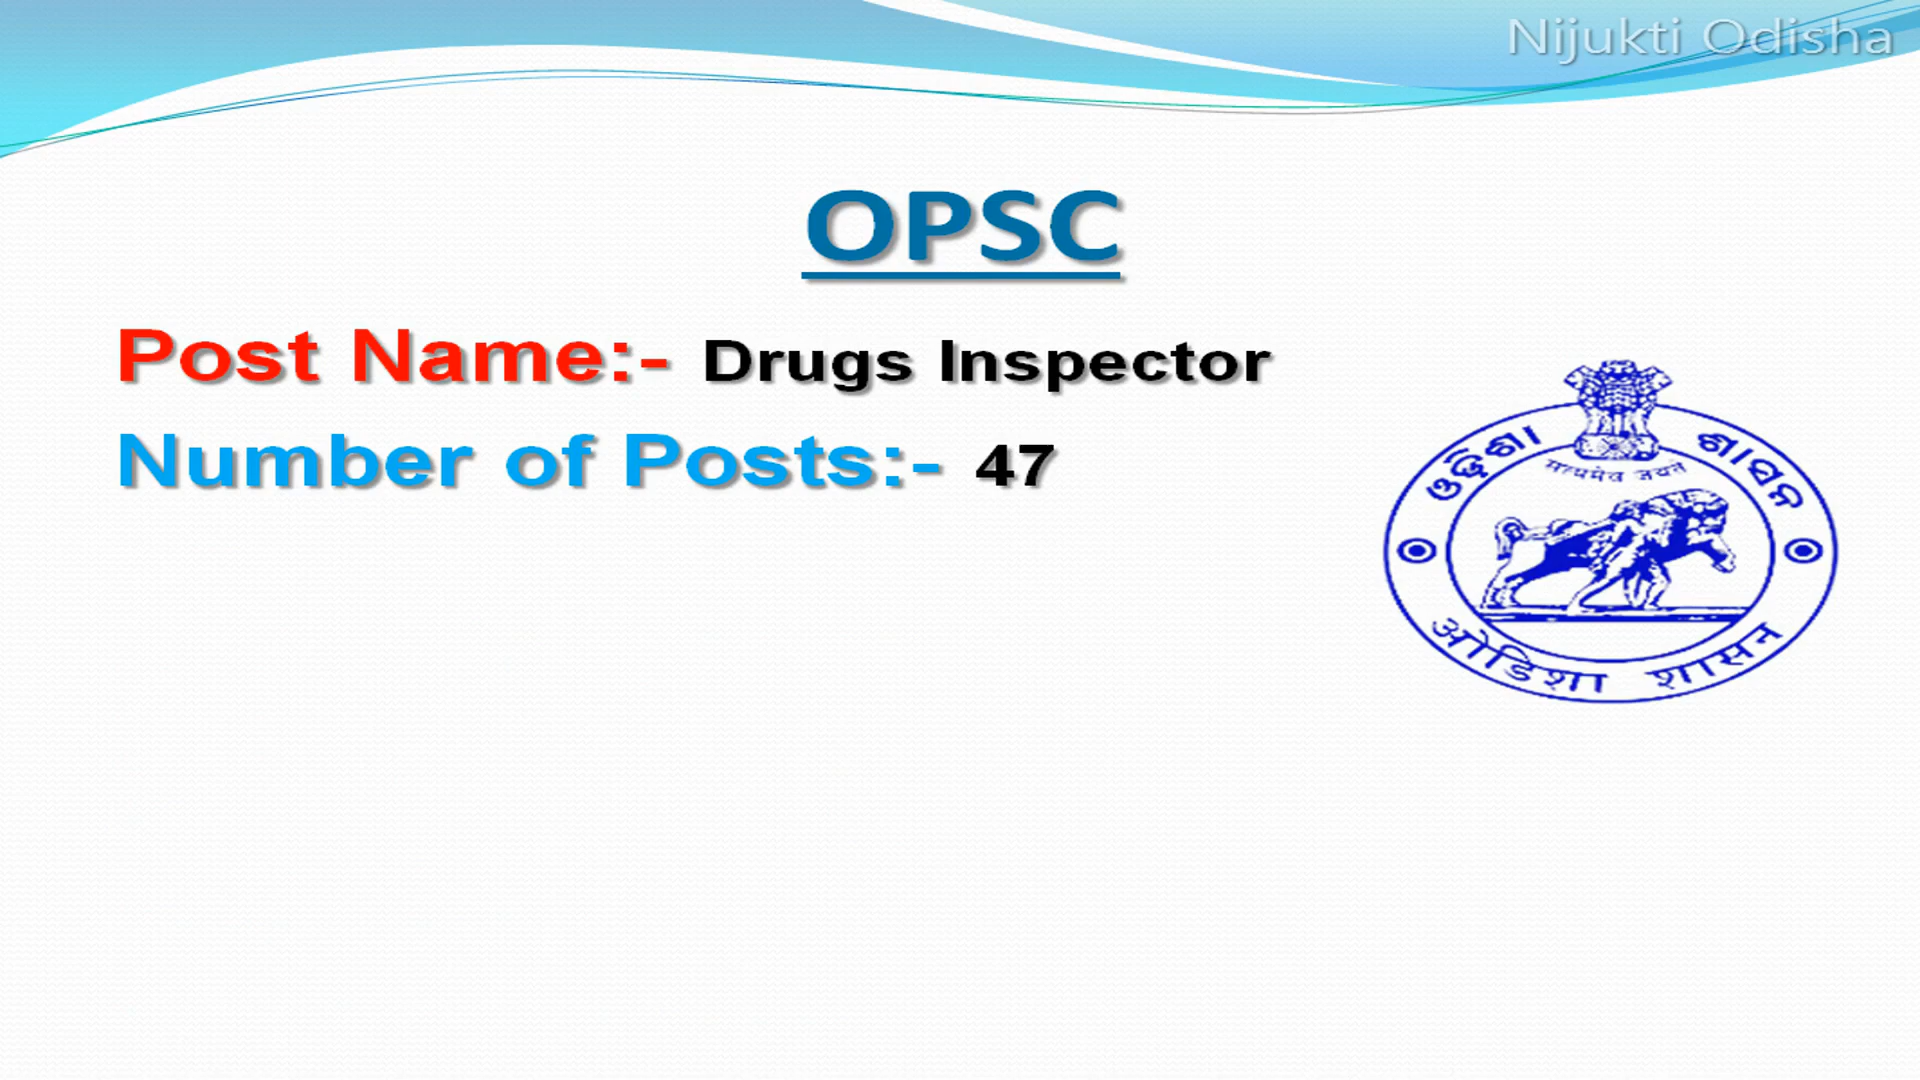 Nijukti Odisha
OPSC
Post Name:- Drugs Inspector
Number of Posts:- 47
ଓଡ଼ିଶା ଶାସନ
सत्यमेव जयते
ओडिशा शासन